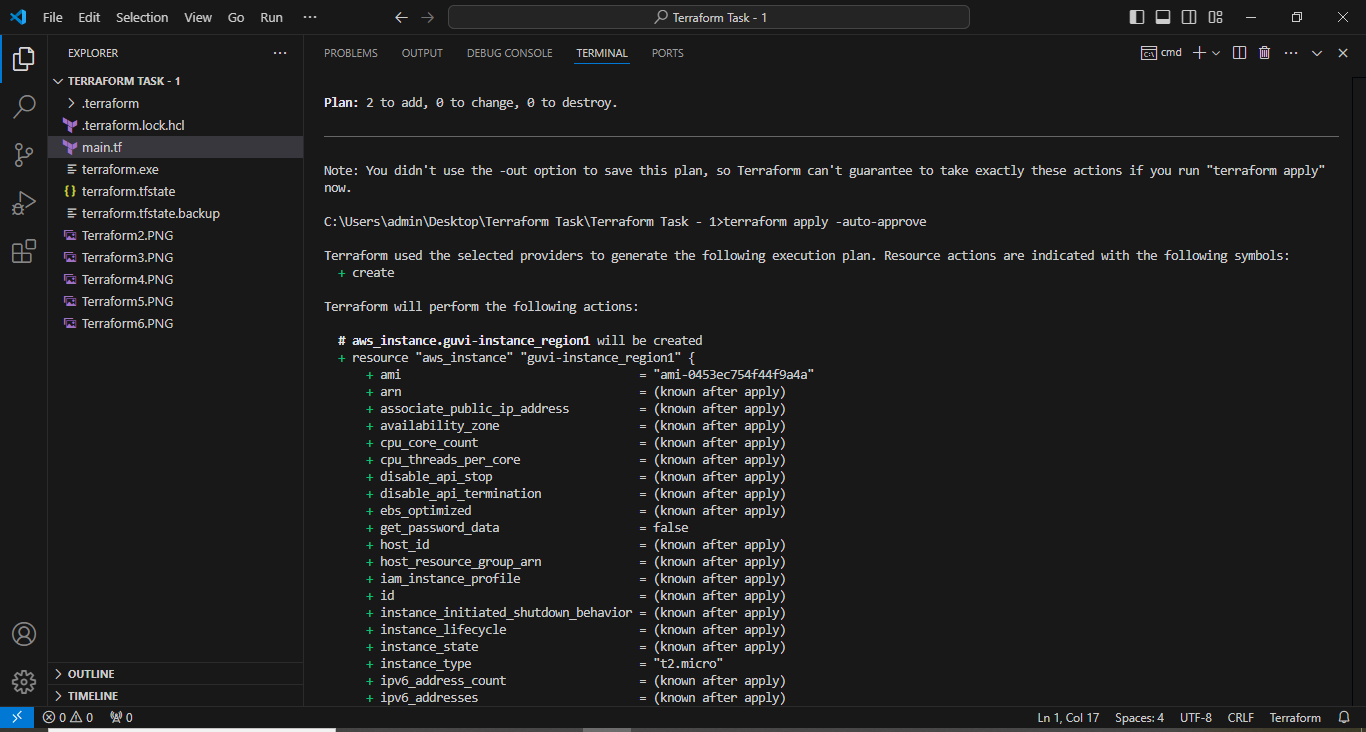 File Edit Selection View Go Run ···
Terraform Task - 1
EXPLORER
TERRAFORM TASK - 1
.terraform
.terraform.lock.hcl
main.tf
terraform.exe
{} terraform.tfstate
terraform.tfstate.backup
Terraform2.PNG
Terraform3.PNG
Terraform4.PNG
Terraform5.PNG
Terraform6.PNG
OUTLINE
TIMELINE
PROBLEMS OUTPUT DEBUG CONSOLE TERMINAL PORTS
cmd
Plan: 2 to add, 0 to change, 0 to destroy.
Note: You didn't use the -out option to save this plan, so Terraform can't guarantee to take exactly these actions if you run "terraform apply"
now.
C:\Users\admin\Desktop\Terraform Task\Terraform Task - 1>terraform apply -auto-approve
Terraform used the selected providers to generate the following execution plan. Resource actions are indicated with the following symbols:
+ create
Terraform will perform the following actions:
# aws_instance.guvi-instance_region1 will be created
+ resource "aws_instance" "guvi-instance_region1" {
+ ami = "ami-0453ec754f44f9a4a"
+ arn = (known after apply)
+ associate_public_ip_address = (known after apply)
+ availability_zone = (known after apply)
+ cpu_core_count = (known after apply)
+ cpu_threads_per_core = (known after apply)
+ disable_api_stop = (known after apply)
+ disable_api_termination = (known after apply)
+ ebs_optimized = (known after apply)
+ get_password_data = false
+ host_id = (known after apply)
+ host_resource_group_arn = (known after apply)
+ iam_instance_profile = (known after apply)
+ id = (known after apply)
+ instance_initiated_shutdown_behavior = (known after apply)
+ instance_lifecycle = (known after apply)
+ instance_state = (known after apply)
+ instance_type = "t2.micro"
+ ipv6_address_count = (known after apply)
+ ipv6_addresses = (known after apply)
0 0 0
Ln 1, Col 17 Spaces: 4 UTF-8 CRLF Terraform